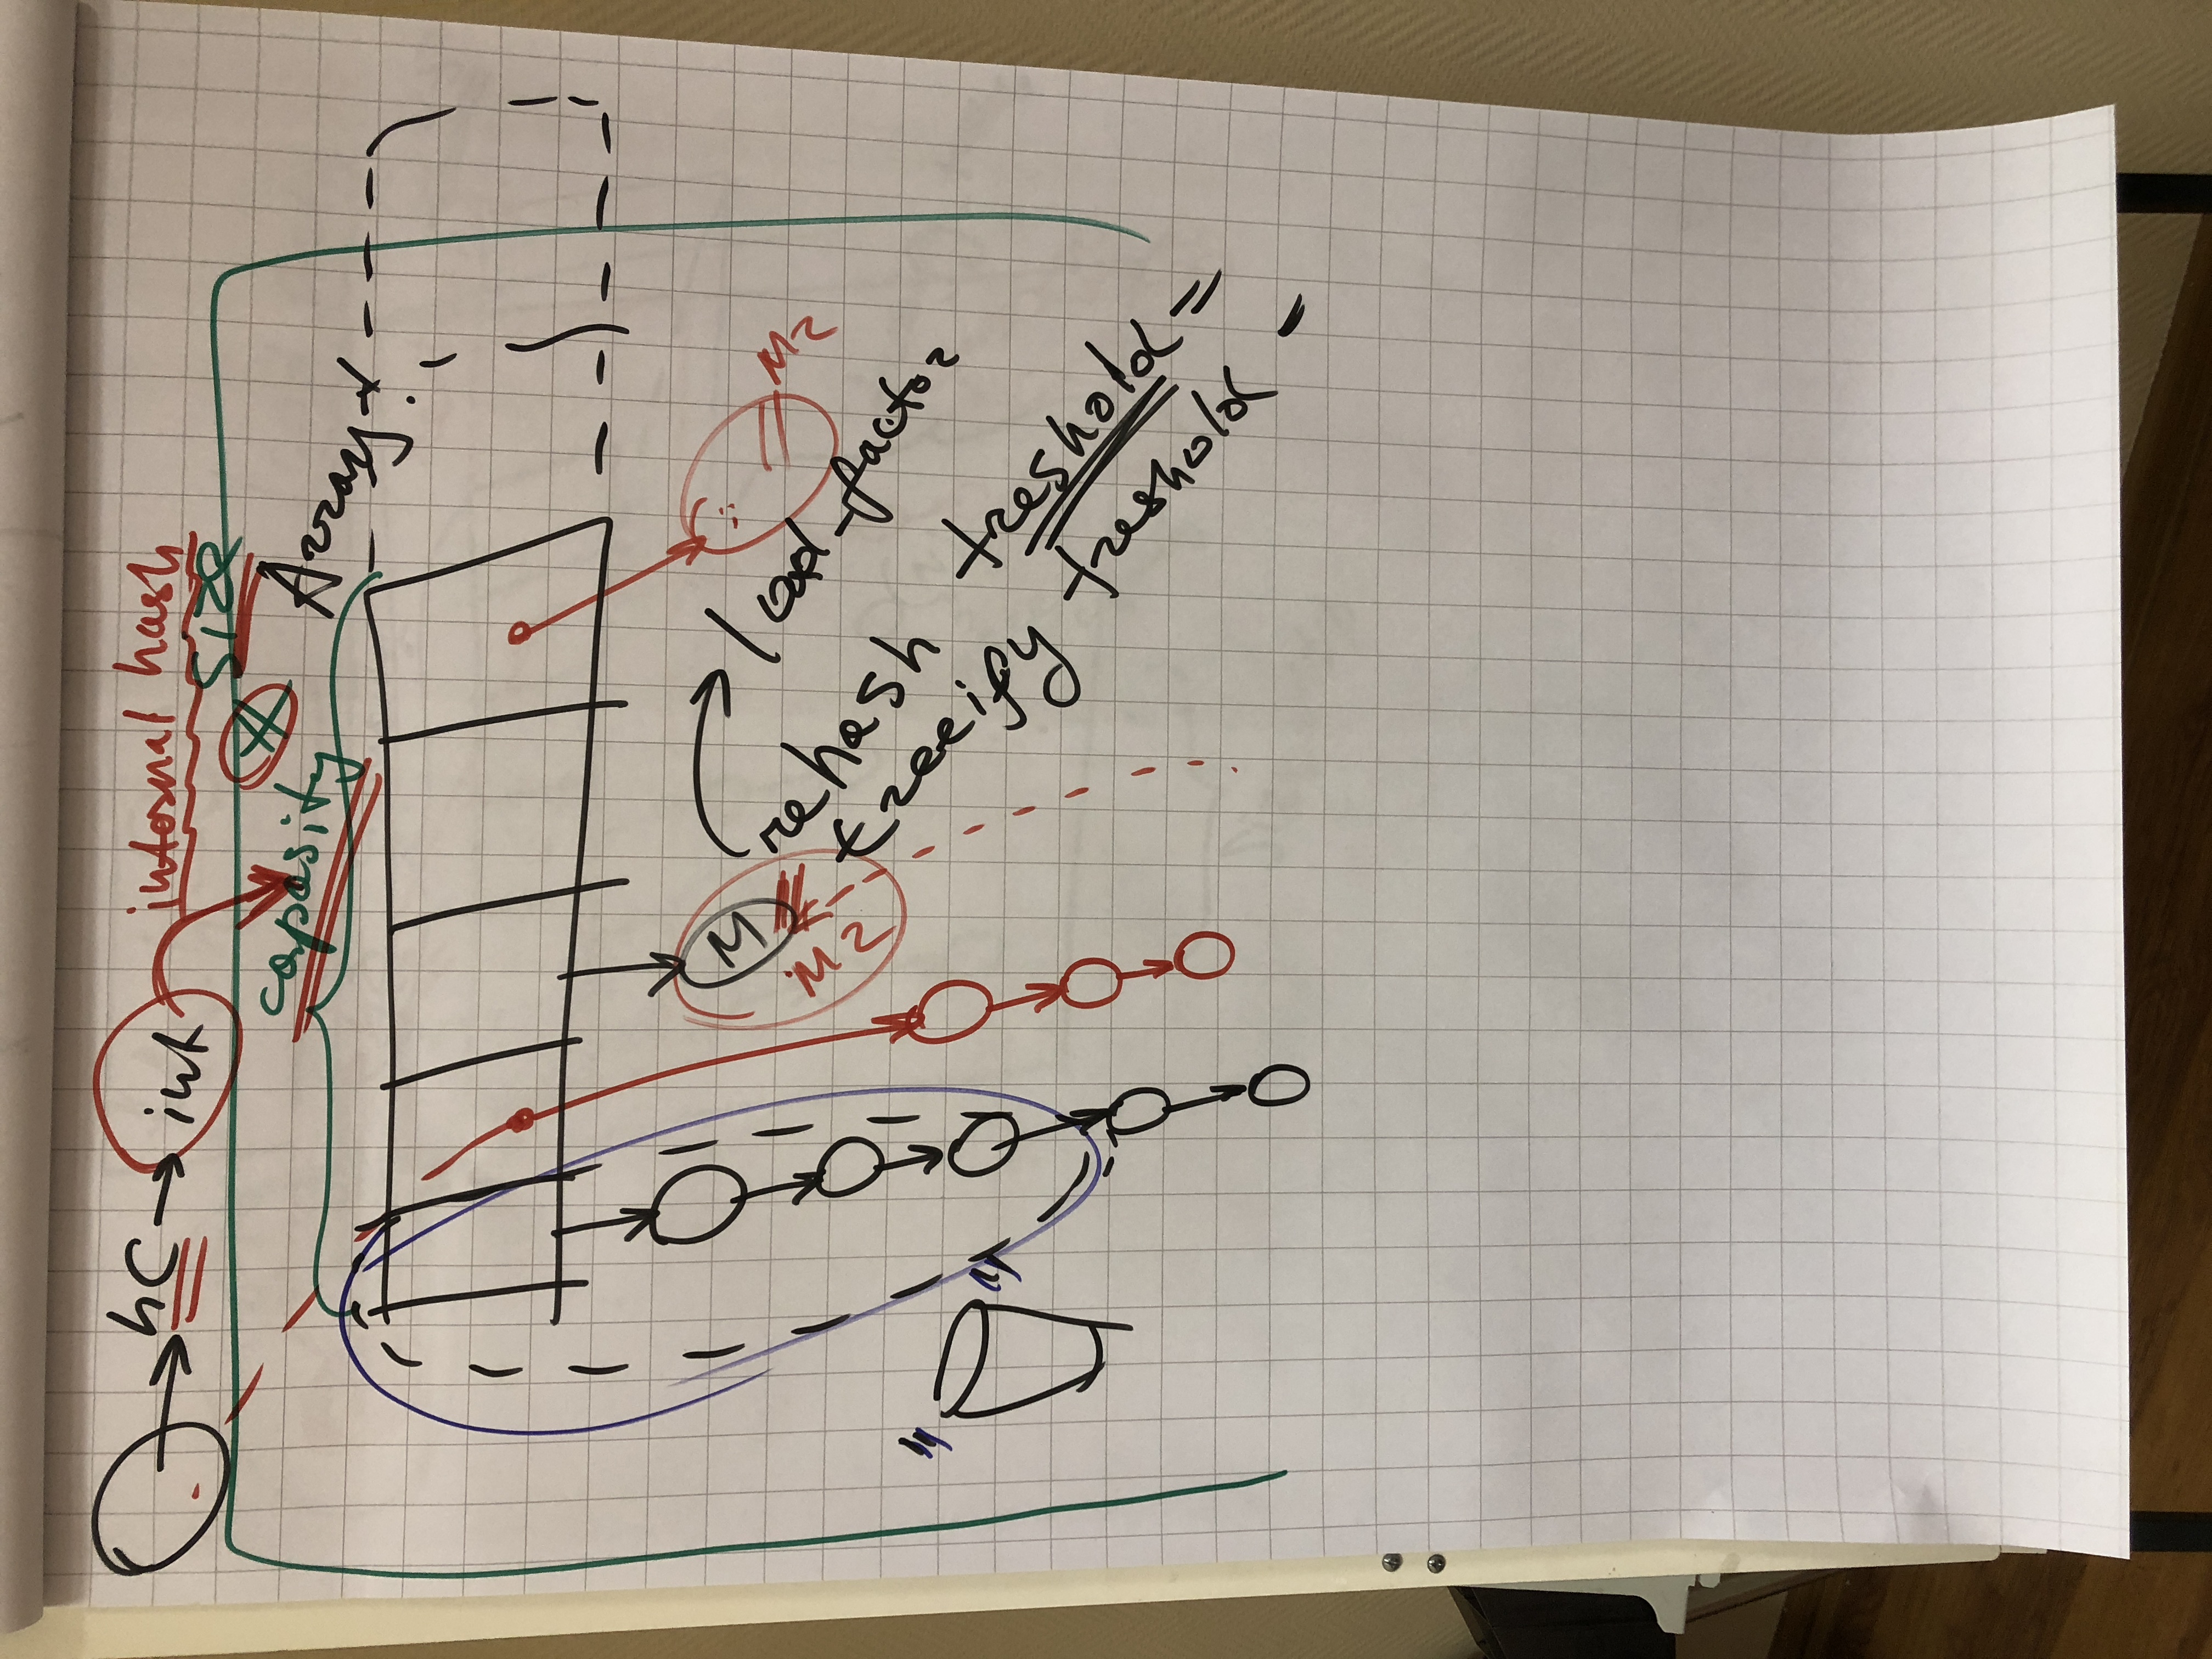 hC
int
internal hash
≠ size
capasity
Array!
M
M2
M2
load-factor
rehash
treeify
treshold =
treshold -